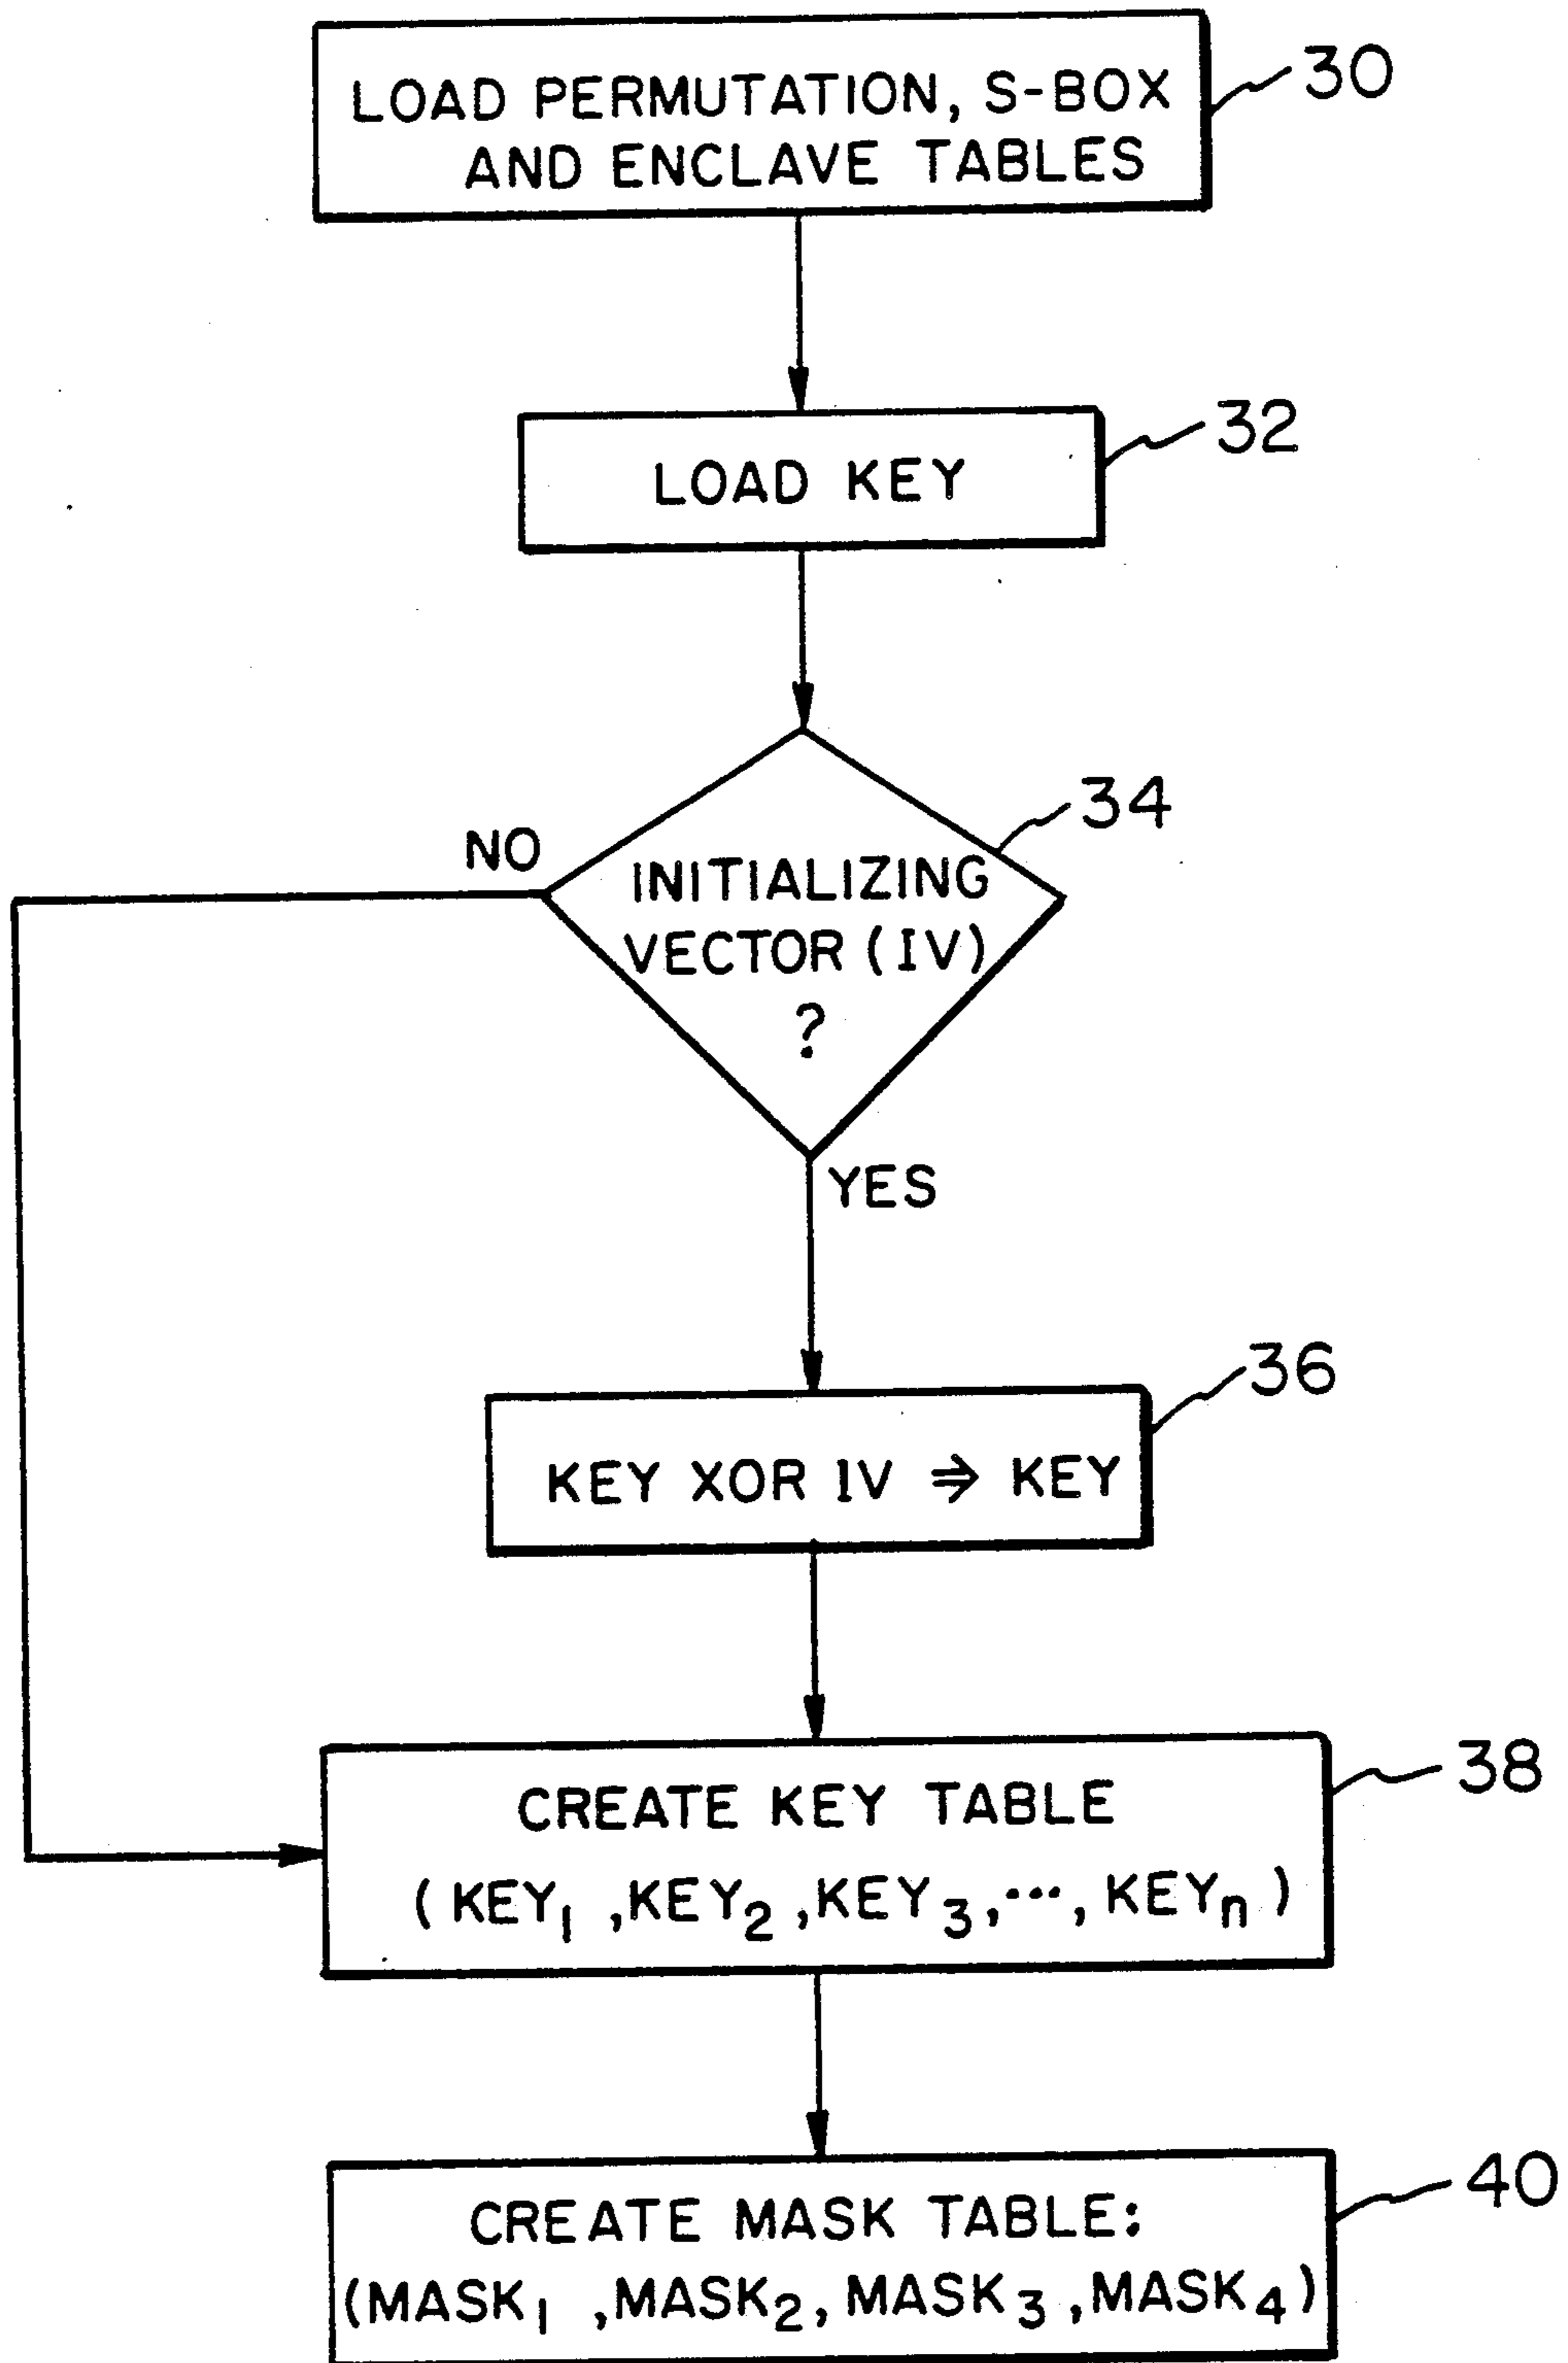 LOAD PERMUTATION, S-BOX
AND ENCLAVE TABLES
30
LOAD KEY
32
INITIALIZING
VECTOR (IV)
?
34
NO
YES
KEY XOR IV ⇒ KEY
36
CREATE KEY TABLE
(KEY₁, KEY₂, KEY₃, ..., KEYₙ)
38
CREATE MASK TABLE:
(MASK₁, MASK₂, MASK₃, MASK₄)
40